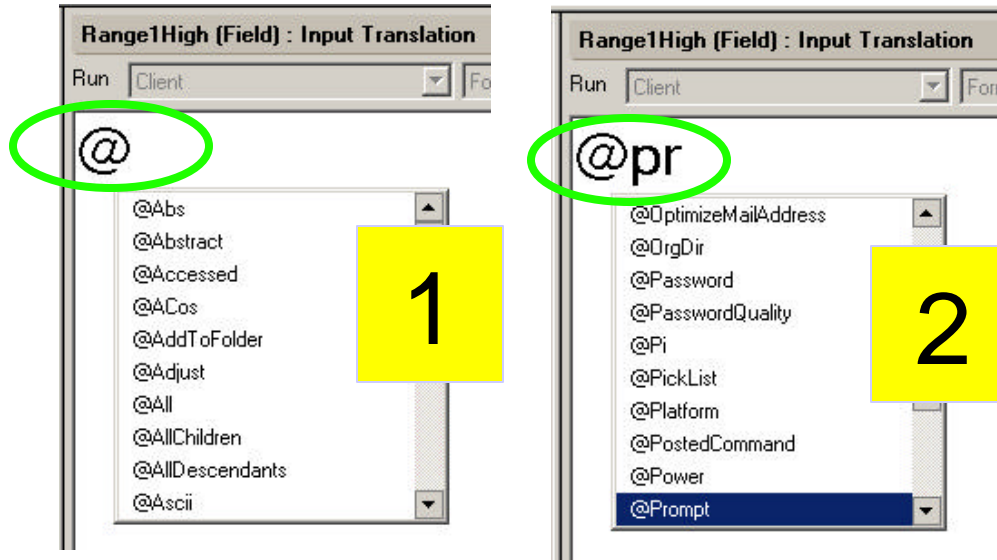 Range1High (Field) : Input Translation
Run Client Fo
@
@Abs
@Abstract
@Accessed
@ACos
@AddToFolder
@Adjust
@All
@AllChildren
@AllDescendants
@Ascii
1
Range1High (Field) : Input Translation
Run Client For
@pr
@OptimizeMailAddress
@OrgDir
@Password
@PasswordQuality
@Pi
@PickList
@Platform
@PostedCommand
@Power
@Prompt
2